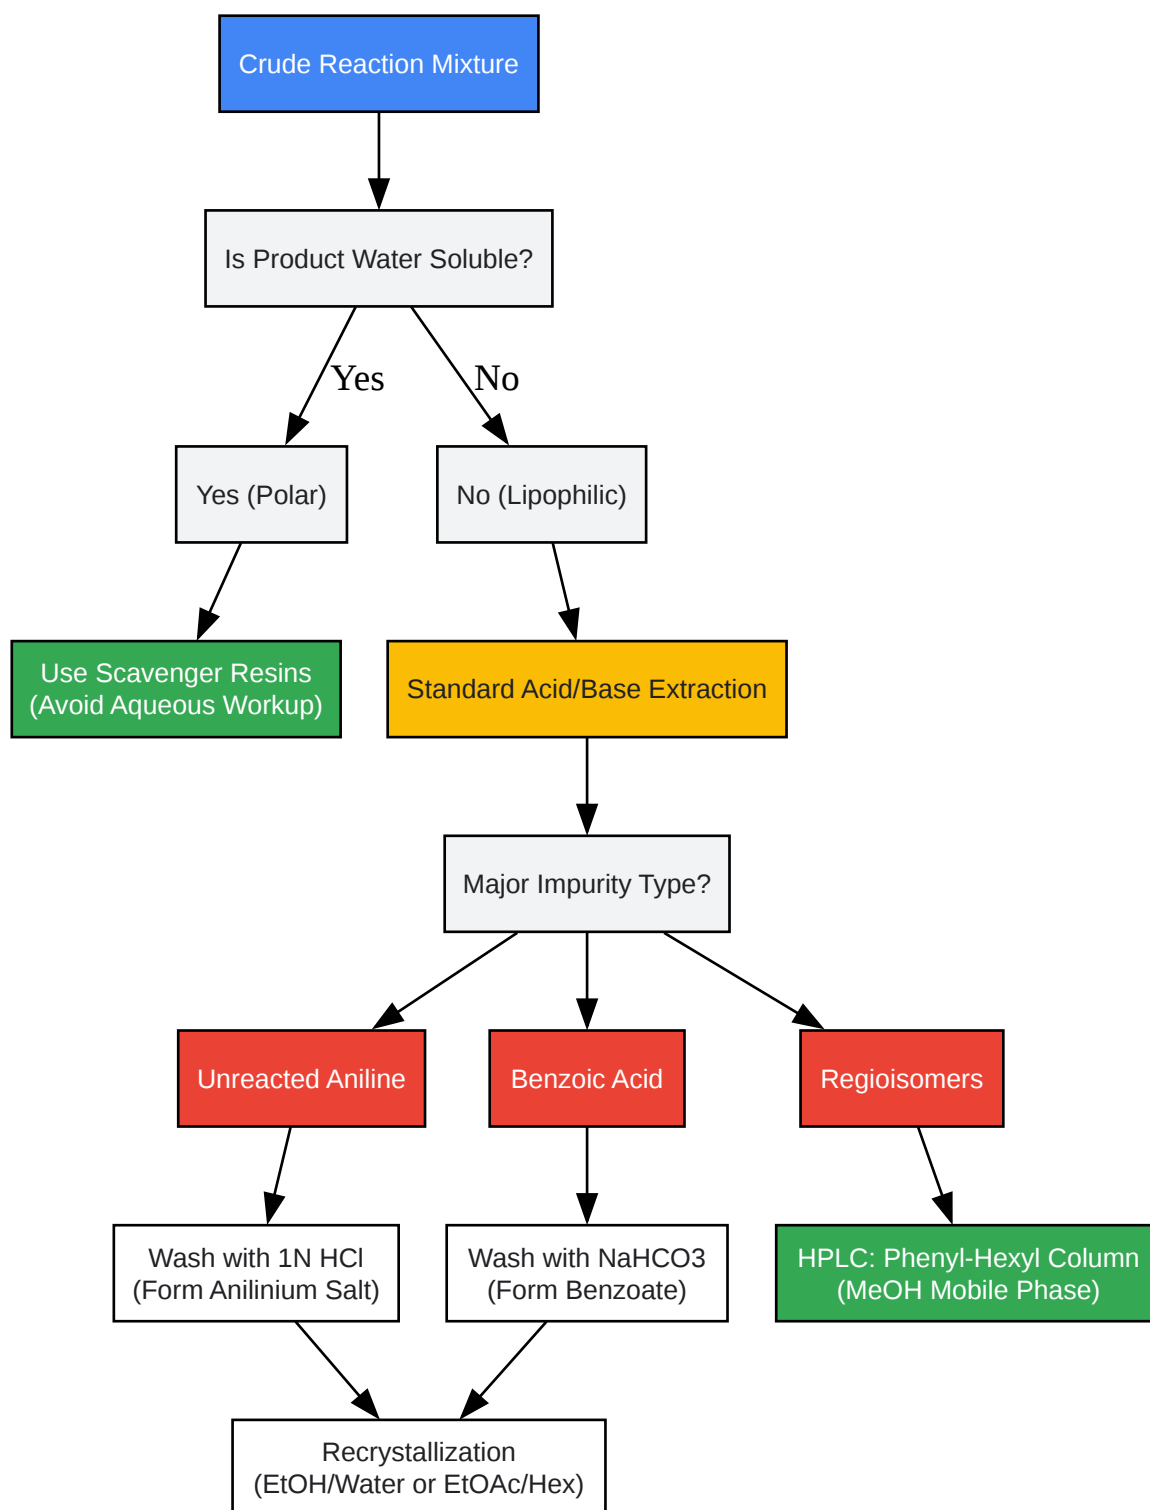 Crude Reaction Mixture
Is Product Water Soluble?
Yes
No
Yes (Polar)
No (Lipophilic)
Use Scavenger Resins
(Avoid Aqueous Workup)
Standard Acid/Base Extraction
Major Impurity Type?
Unreacted Aniline
Benzoic Acid
Regioisomers
Wash with 1N HCl
(Form Anilinium Salt)
Wash with NaHCO3
(Form Benzoate)
HPLC: Phenyl-Hexyl Column
(MeOH Mobile Phase)
Recrystallization
(EtOH/Water or EtOAc/Hex)